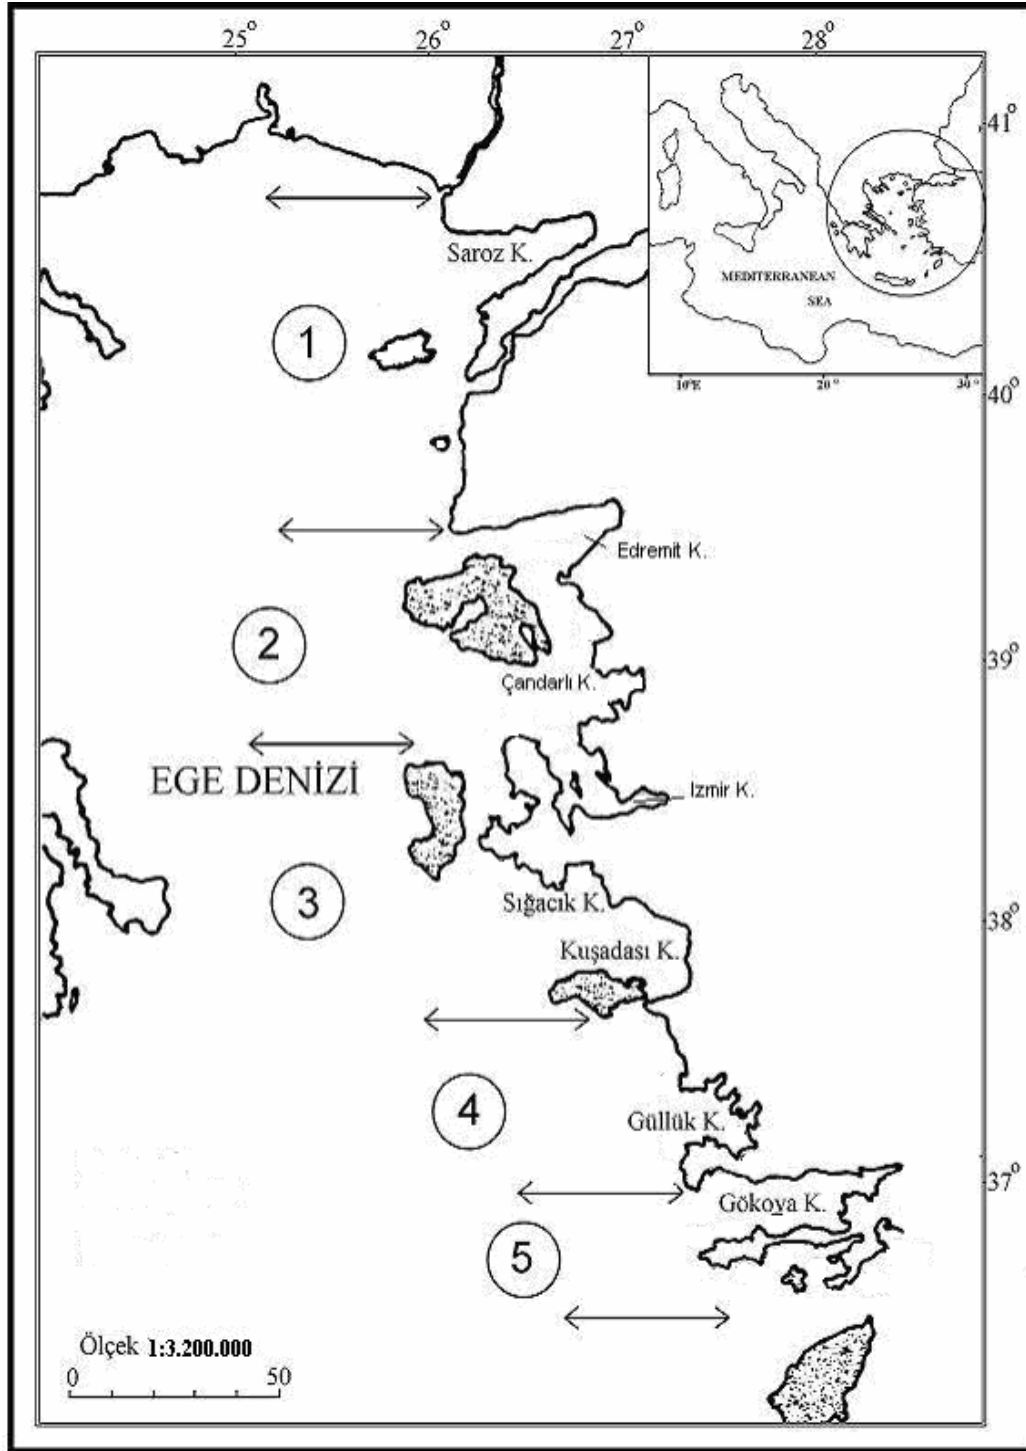 25° 26° 27° 28°
41°
Saroz K.
MEDITERRANEAN
SEA
1
10°E 20° 30°
40°
Edremit K.
2
39°
Çandarlı K.
EGE DENİZİ
İzmir K.
3
Sığacık K.
38°
Kuşadası K.
4
Güllük K.
37°
Gökova K.
5
Ölçek 1:3.200.000
0 50